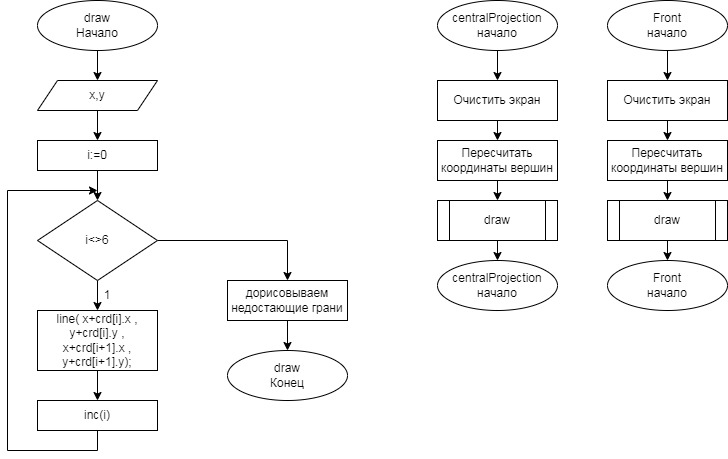 draw
Начало
x,y
i:=0
i<>6
1
line( x+crd[i].x ,
y+crd[i].y ,
x+crd[i+1].x ,
y+crd[i+1].y);
inc(i)
дорисовываем
недостающие грани
draw
Конец
centralProjection
начало
Очистить экран
Пересчитать
координаты вершин
draw
centralProjection
начало
Front
начало
Очистить экран
Пересчитать
координаты вершин
draw
Front
начало